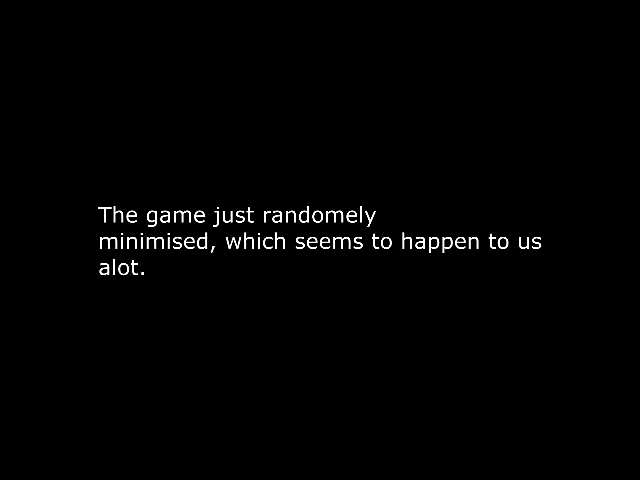 The game just randomely
minimised, which seems to happen to us
alot.